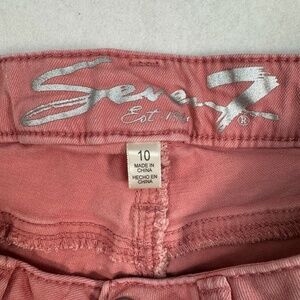 Seven7
Est
®
10
MADE IN
CHINA
HECHO EN
CHINA